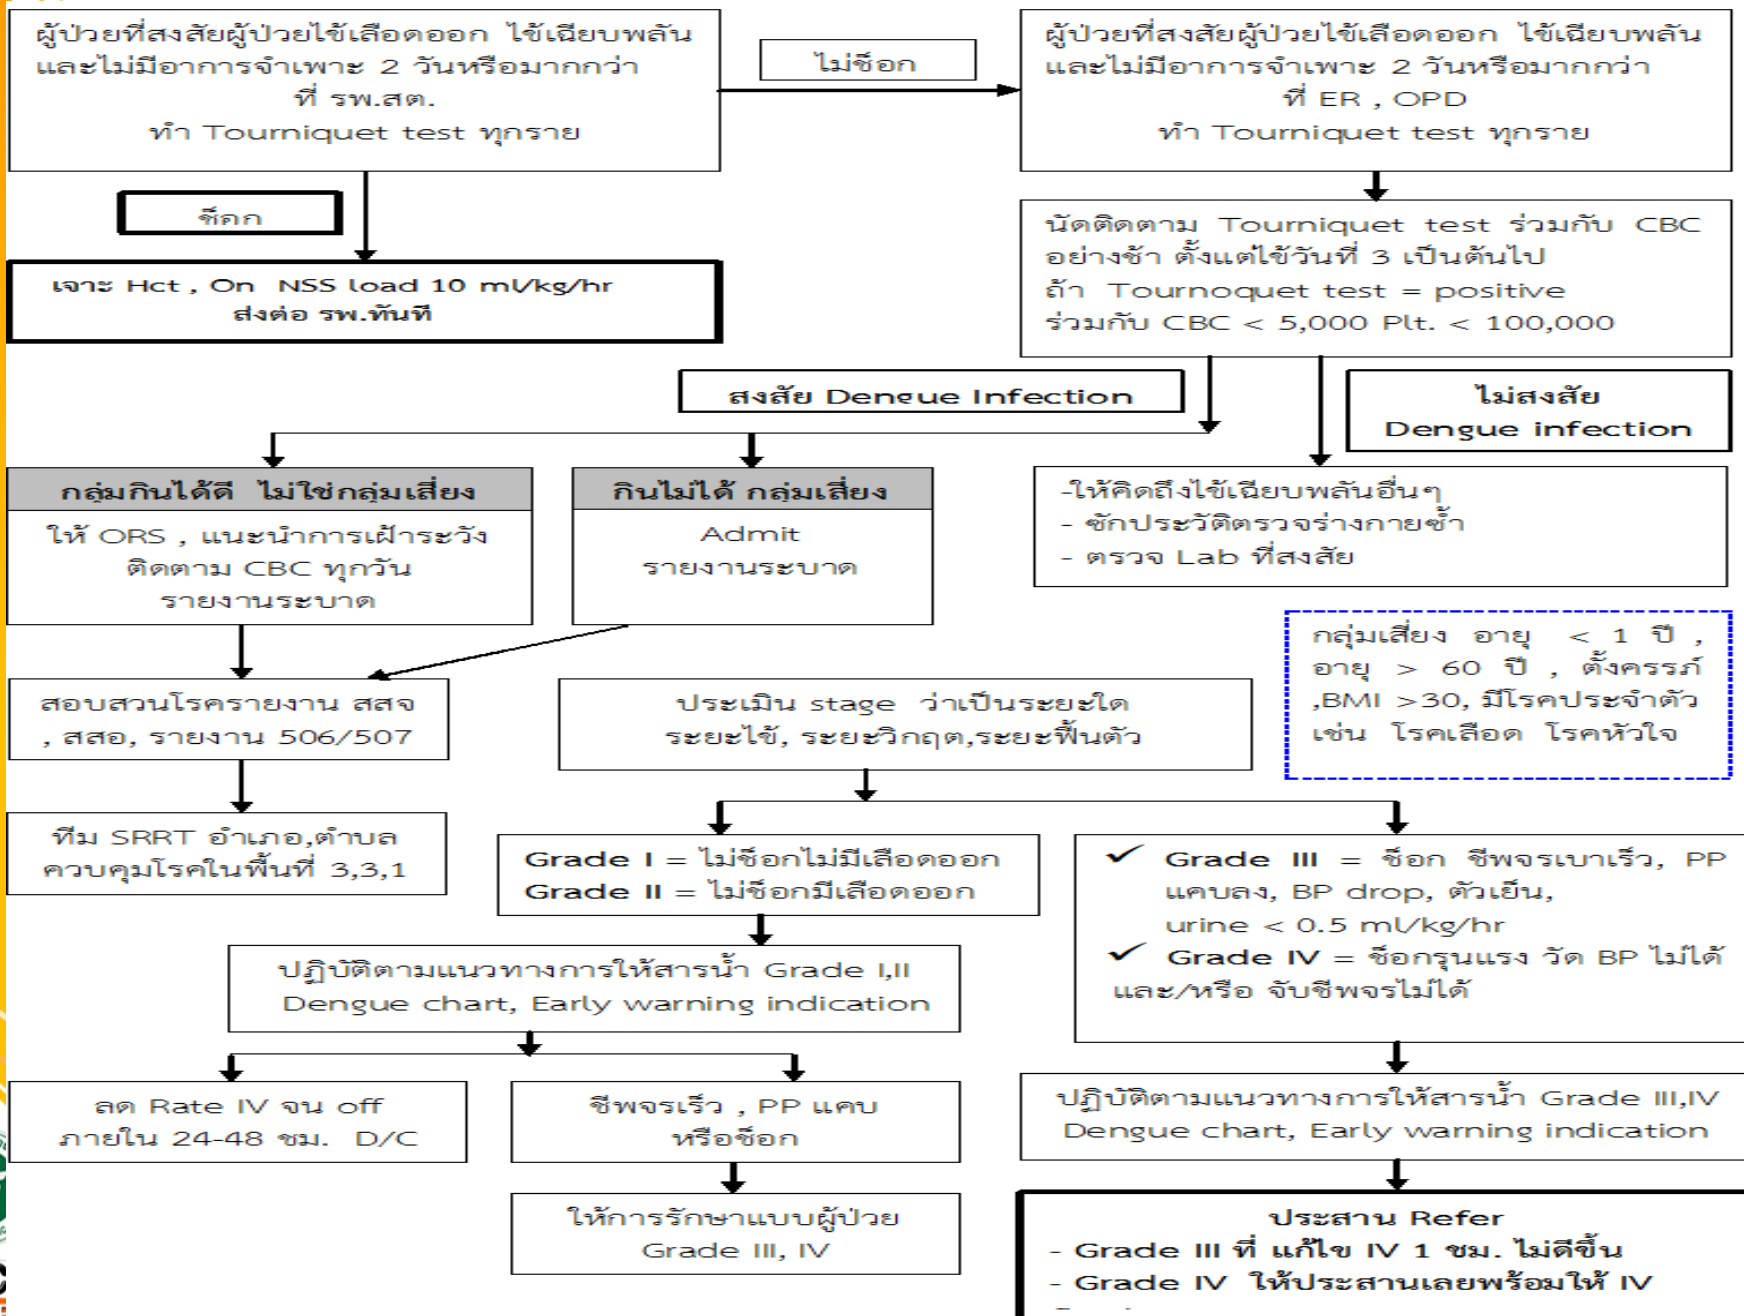 ผู้ป่วยที่สงสัยผู้ป่วยไข้เลือดออก ไข้เฉียบพลัน
และไม่มีอาการจำเพาะ 2 วันหรือมากกว่า
ที่ รพ.สต.
ทำ Tourniquet test ทุกราย
ไม่ช็อก
ผู้ป่วยที่สงสัยผู้ป่วยไข้เลือดออก ไข้เฉียบพลัน
และไม่มีอาการจำเพาะ 2 วันหรือมากกว่า
ที่ ER , OPD
ทำ Tourniquet test ทุกราย
ช็อก
เจาะ Hct , On NSS load 10 ml/kg/hr
ส่งต่อ รพ.ทันที
นัดติดตาม Tourniquet test ร่วมกับ CBC
อย่างช้า ตั้งแต่ไข้วันที่ 3 เป็นต้นไป
ถ้า Tournoquet test = positive
ร่วมกับ CBC < 5,000 Plt. < 100,000
สงสัย Dengue Infection
ไม่สงสัย
Dengue infection
กลุ่มกินได้ดี ไม่ใช่กลุ่มเสี่ยง
ให้ ORS , แนะนำการเฝ้าระวัง
ติดตาม CBC ทุกวัน
รายงานระบาด
กินไม่ได้ กลุ่มเสี่ยง
Admit
รายงานระบาด
-ให้คิดถึงไข้เฉียบพลันอื่นๆ
- ซักประวัติตรวจร่างกายซ้ำ
- ตรวจ Lab ที่สงสัย
กลุ่มเสี่ยง อายุ < 1 ปี ,
อายุ > 60 ปี , ตั้งครรภ์
,BMI >30, มีโรคประจำตัว
เช่น โรคเลือด โรคหัวใจ
สอบสวนโรครายงาน สสจ
, สสอ, รายงาน 506/507
ประเมิน stage ว่าเป็นระยะใด
ระยะไข้, ระยะวิกฤต,ระยะฟื้นตัว
ทีม SRRT อำเภอ,ตำบล
ควบคุมโรคในพื้นที่ 3,3,1
Grade I = ไม่ช็อกไม่มีเลือดออก
Grade II = ไม่ช็อกมีเลือดออก
✓ Grade III = ช็อก ชีพจรเบาเร็ว, PP
แคบลง, BP drop, ตัวเย็น,
urine < 0.5 ml/kg/hr
✓ Grade IV = ช็อกรุนแรง วัด BP ไม่ได้
และ/หรือ จับชีพจรไม่ได้
ปฏิบัติตามแนวทางการให้สารน้ำ Grade I,II
Dengue chart, Early warning indication
ลด Rate IV จน off
ภายใน 24-48 ชม. D/C
ชีพจรเร็ว , PP แคบ
หรือช็อก
ปฏิบัติตามแนวทางการให้สารน้ำ Grade III,IV
Dengue chart, Early warning indication
ให้การรักษาแบบผู้ป่วย
Grade III, IV
ประสาน Refer
- Grade III ที่ แก้ไข IV 1 ชม. ไม่ดีขึ้น
- Grade IV ให้ประสานเลยพร้อมให้ IV